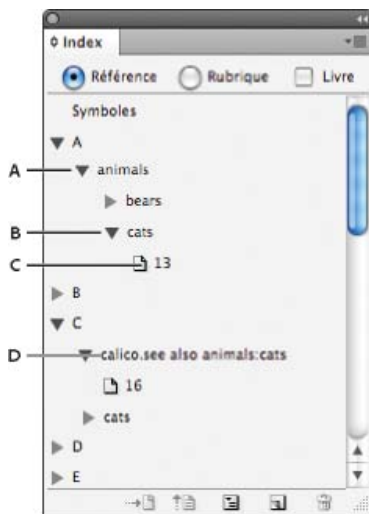 Index
Référence Rubrique Livre
Symboles
A
A animals
bears
B cats
C 13
B
C
D calico.see also animals:cats
16
cats
D
E